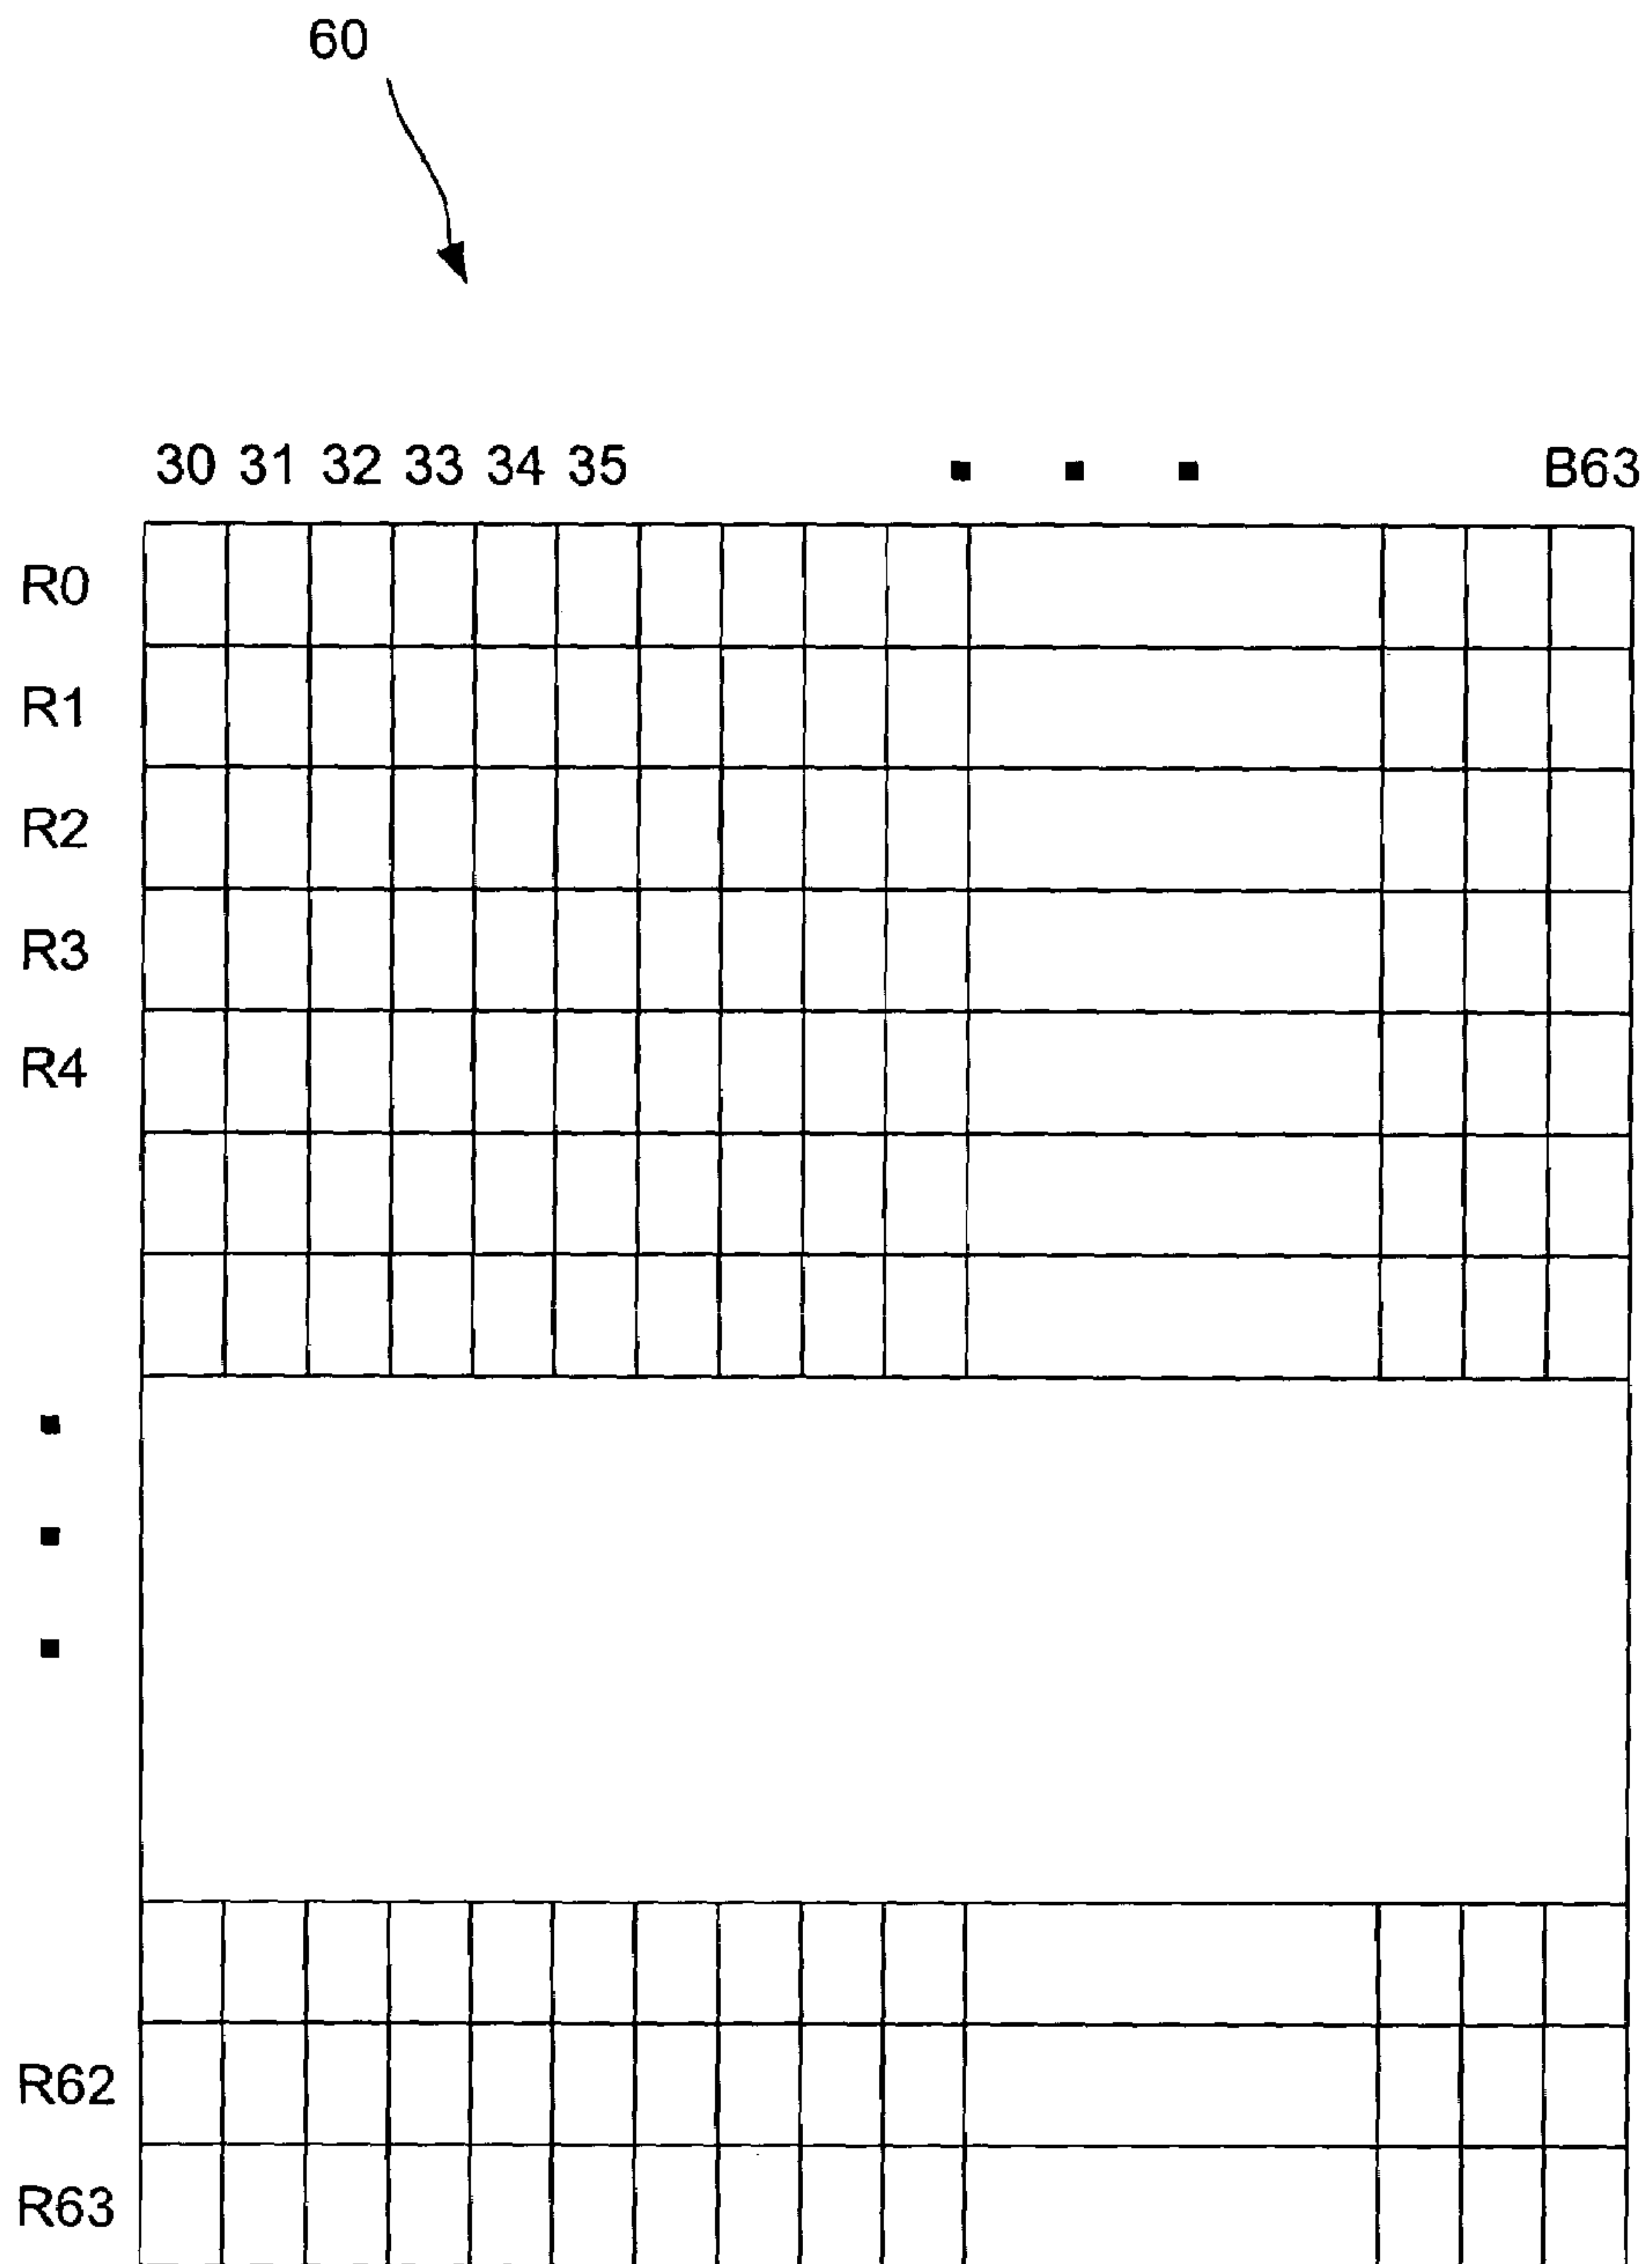 60
30 31 32 33 34 35 ▪ ▪ ▪ B63
R0
R1
R2
R3
R4
▪
▪
▪
R62
R63